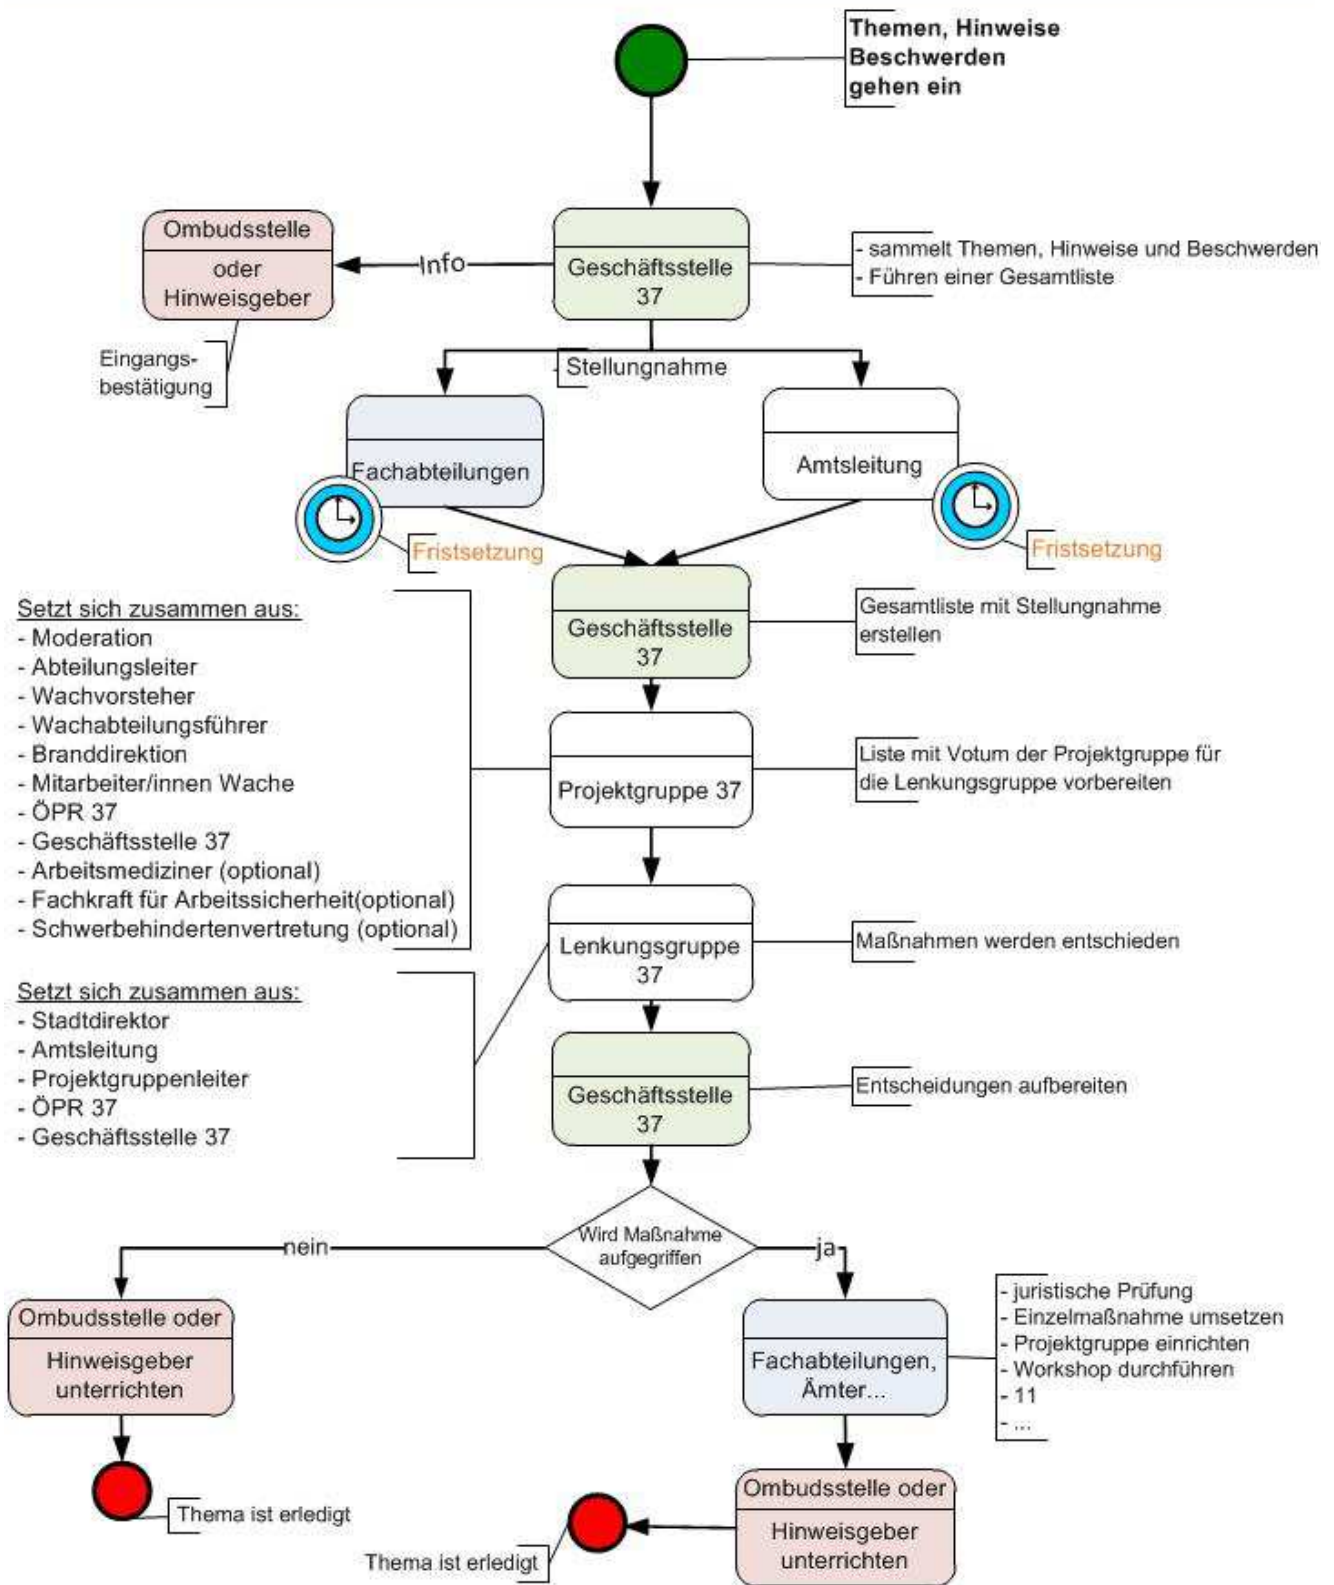 Themen, Hinweise
Beschwerden
gehen ein
Ombudsstelle
oder
Hinweisgeber
Info
Geschäftsstelle
37
- sammelt Themen, Hinweise und Beschwerden
- Führen einer Gesamtliste
Eingangs-
bestätigung
- Stellungnahme
Fachabteilungen
Amtsleitung
Fristsetzung
Fristsetzung
Geschäftsstelle
37
Gesamtliste mit Stellungnahme
erstellen
Setzt sich zusammen aus:
- Moderation
- Abteilungsleiter
- Wachvorsteher
- Wachabteilungsführer
- Branddirektion
- Mitarbeiter/innen Wache
- ÖPR 37
- Geschäftsstelle 37
- Arbeitsmediziner (optional)
- Fachkraft für Arbeitssicherheit(optional)
- Schwerbehindertenvertretung (optional)
Projektgruppe 37
Liste mit Votum der Projektgruppe für
die Lenkungsgruppe vorbereiten
Lenkungsgruppe
37
Maßnahmen werden entschieden
Setzt sich zusammen aus:
- Stadtdirektor
- Amtsleitung
- Projektgruppenleiter
- ÖPR 37
- Geschäftsstelle 37
Geschäftsstelle
37
Entscheidungen aufbereiten
Wird Maßnahme
aufgegriffen
nein
ja
Ombudsstelle oder
Hinweisgeber
unterrichten
Thema ist erledigt
Fachabteilungen,
Ämter...
- juristische Prüfung
- Einzelmaßnahme umsetzen
- Projektgruppe einrichten
- Workshop durchführen
- 11
- ...
Ombudsstelle oder
Hinweisgeber
unterrichten
Thema ist erledigt